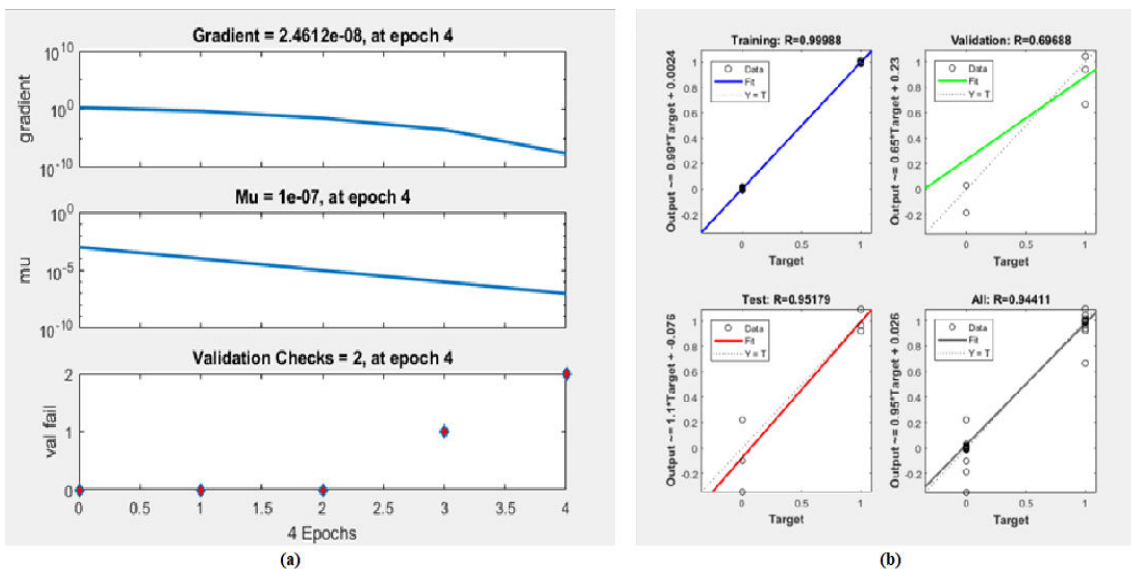 Gradient = 2.4612e-08, at epoch 4
10^10
10^0
10^-10
gradient
Mu = 1e-07, at epoch 4
10^0
10^-5
10^-10
mu
Validation Checks = 2, at epoch 4
2
1
0
val fail
0 0.5 1 1.5 2 2.5 3 3.5 4
4 Epochs
(a)
Training: R=0.99988
Data
Fit
Y = T
Output ~= 0.99*Target + 0.0024
1
0.8
0.6
0.4
0.2
0
-0.2
0 0.5 1
Target
Validation: R=0.69688
Data
Fit
Y = T
Output ~= 0.65*Target + 0.23
1
0.8
0.6
0.4
0.2
0
-0.2
0 0.5 1
Target
Test: R=0.95179
Data
Fit
Y = T
Output ~= 1.1*Target + -0.076
1
0.8
0.6
0.4
0.2
0
-0.2
0 0.5 1
Target
All: R=0.94411
Data
Fit
Y = T
Output ~= 0.95*Target + 0.026
1
0.8
0.6
0.4
0.2
0
-0.2
0 0.5 1
Target
(b)